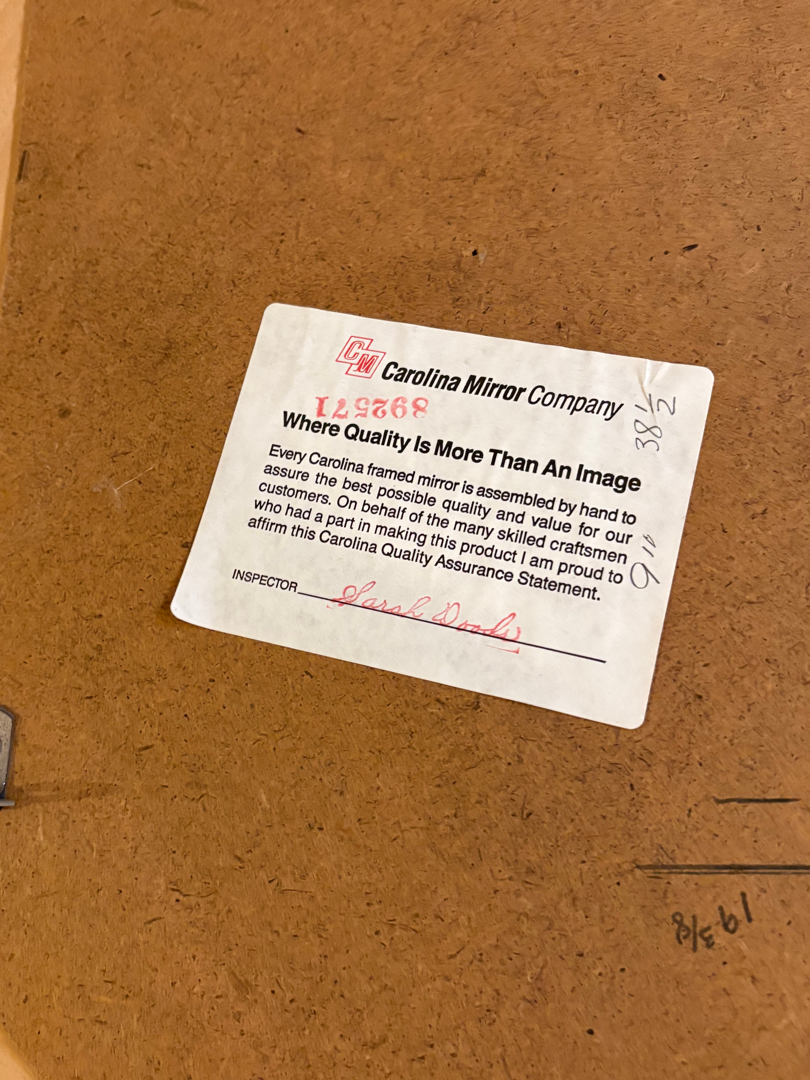 CM Carolina Mirror Company
892571
Where Quality Is More Than An Image
Every Carolina framed mirror is assembled by hand to
assure the best possible quality and value for our
customers. On behalf of the many skilled craftsmen
who had a part in making this product I am proud to
affirm this Carolina Quality Assurance Statement.
INSPECTOR Sarah
38 1/2
9"
19 3/8